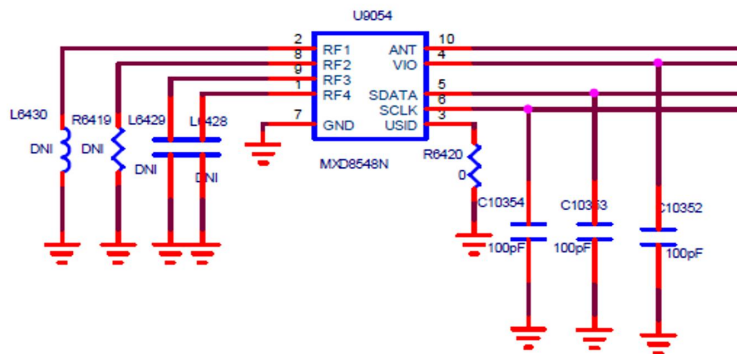 U9054
2 RF1 ANT 10
8 RF2 VIO 4
9 RF3
1 RF4 SDATA 5
SCLK 6
7 GND USID 3
MXD8548N
L6430 R6419 L6429 L6428
DNI DNI DNI DNI
R6420
0
C10354 C10353 C10352
100pF 100pF 100pF